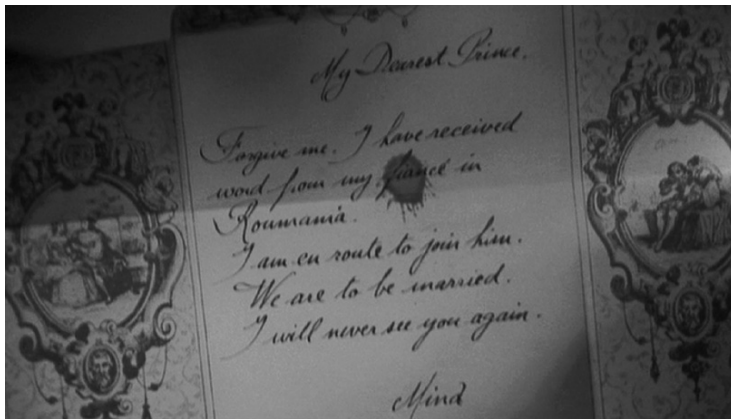 My Dearest Prince.
Forgive me. I have received
word from my fiancé in
Roumania.
I am en route to join him.
We are to be married.
I will never see you again.
Mina